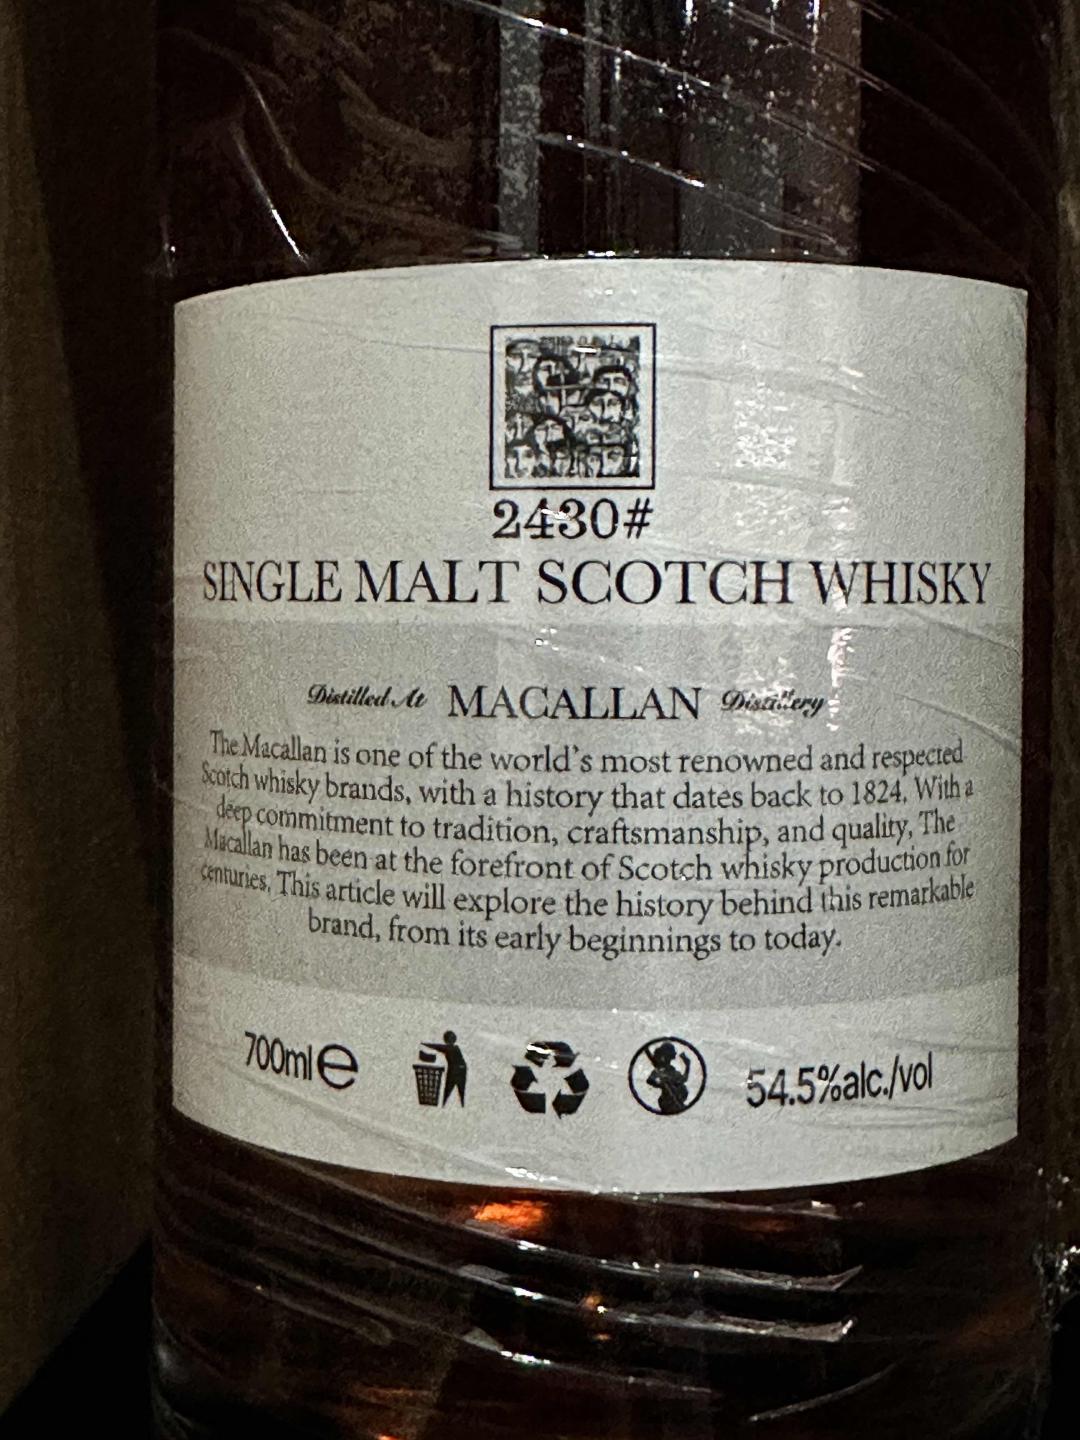 2430#
SINGLE MALT SCOTCH WHISKY
Distilled At MACALLAN Distillery
The Macallan is one of the world's most renowned and respected
Scotch whisky brands, with a history that dates back to 1824. With a
deep commitment to tradition, craftsmanship, and quality, The
Macallan has been at the forefront of Scotch whisky production for
centuries. This article will explore the history behind this remarkable
brand, from its early beginnings to today.
700ml e 54.5%alc./vol